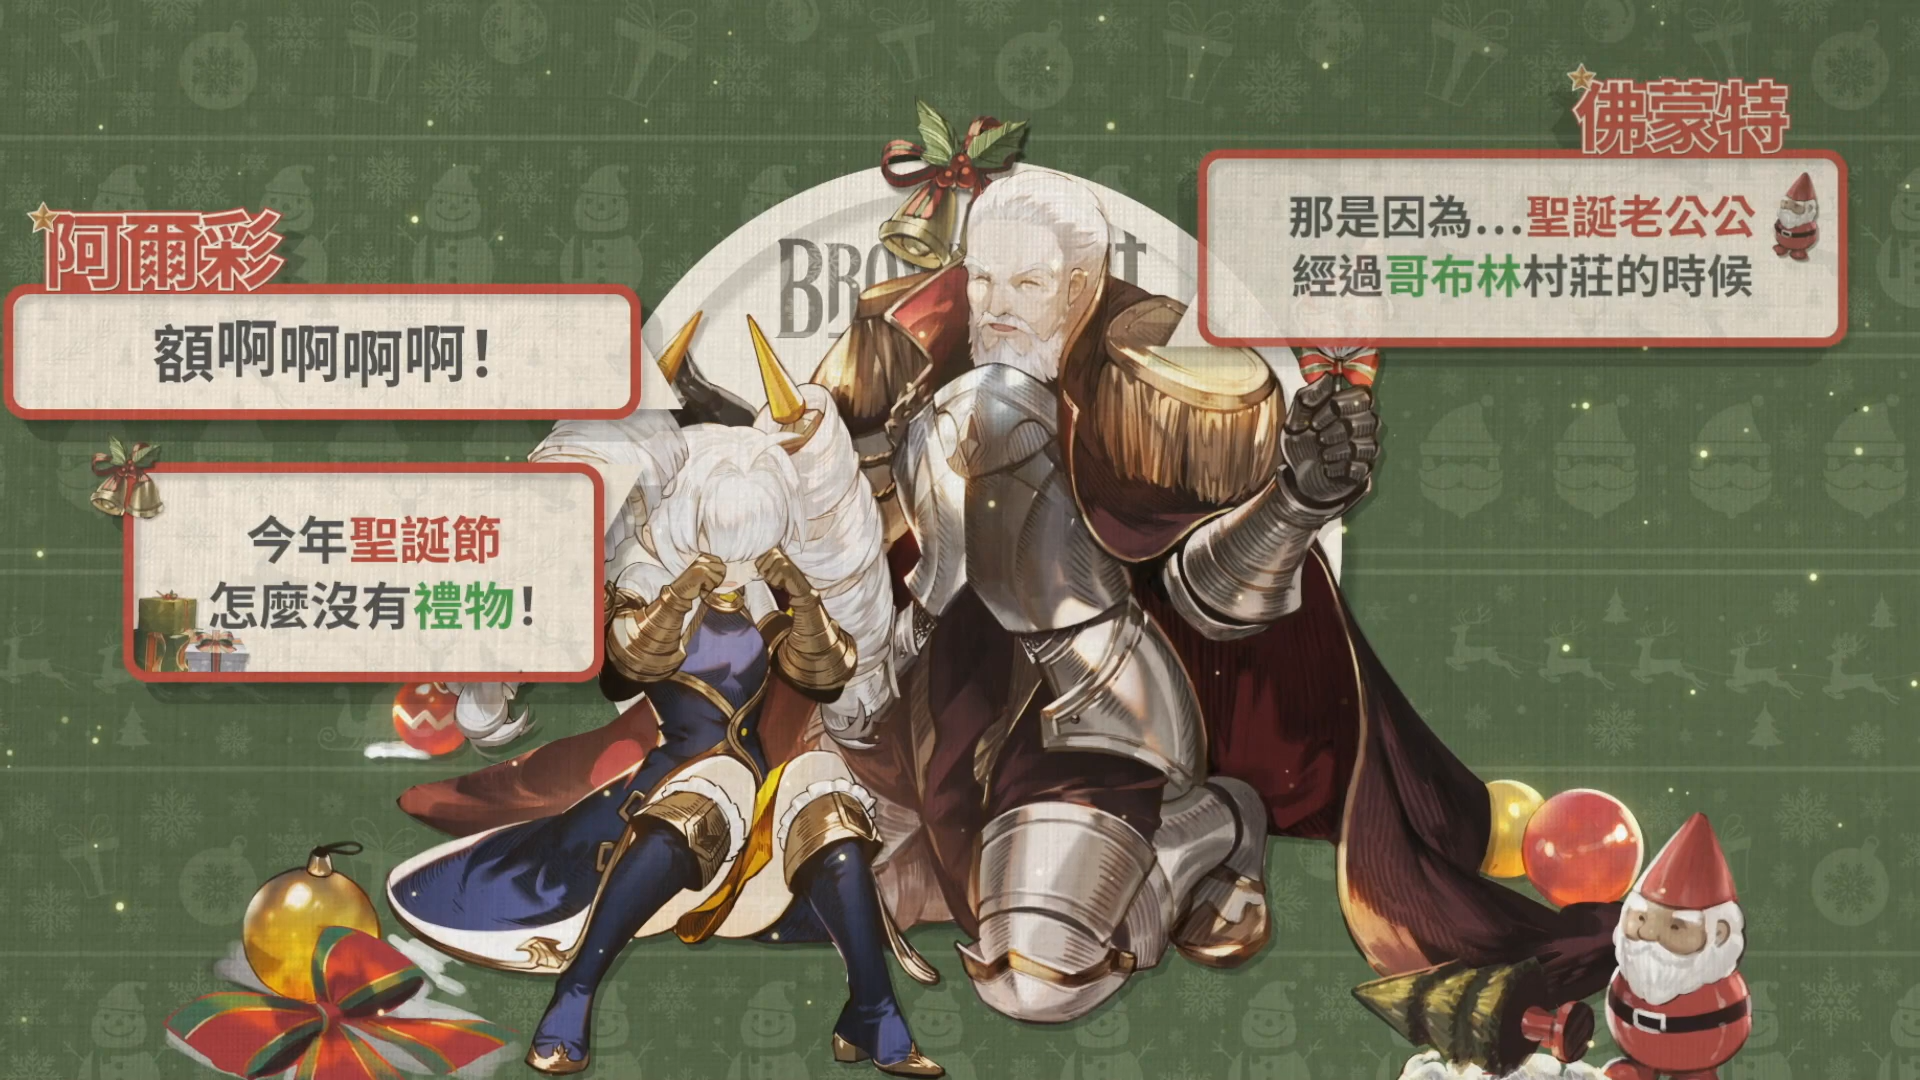 阿爾彩
額啊啊啊啊!
今年聖誕節
怎麼沒有禮物!
佛蒙特
那是因為...聖誕老公公
經過哥布林村莊的時候